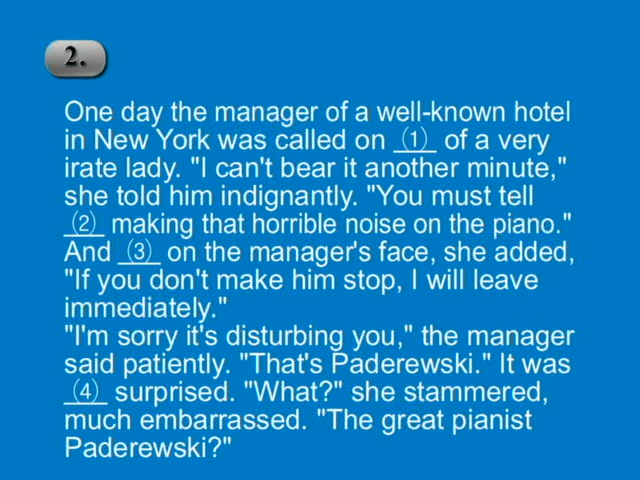 2.
One day the manager of a well-known hotel
in New York was called on (1) of a very
irate lady. "I can't bear it another minute,"
she told him indignantly. "You must tell
(2) making that horrible noise on the piano."
And (3) on the manager's face, she added,
"If you don't make him stop, I will leave
immediately."
"I'm sorry it's disturbing you," the manager
said patiently. "That's Paderewski." It was
(4) surprised. "What?" she stammered,
much embarrassed. "The great pianist
Paderewski?"